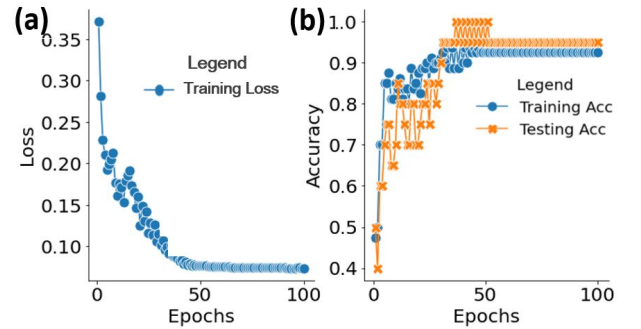 (a)
0.35
0.30
0.25
0.20
0.15
0.10
Loss
Legend
Training Loss
0
50
100
Epochs
(b)
1.0
0.9
0.8
0.7
0.6
0.5
0.4
Accuracy
Legend
Training Acc
Testing Acc
0
50
100
Epochs